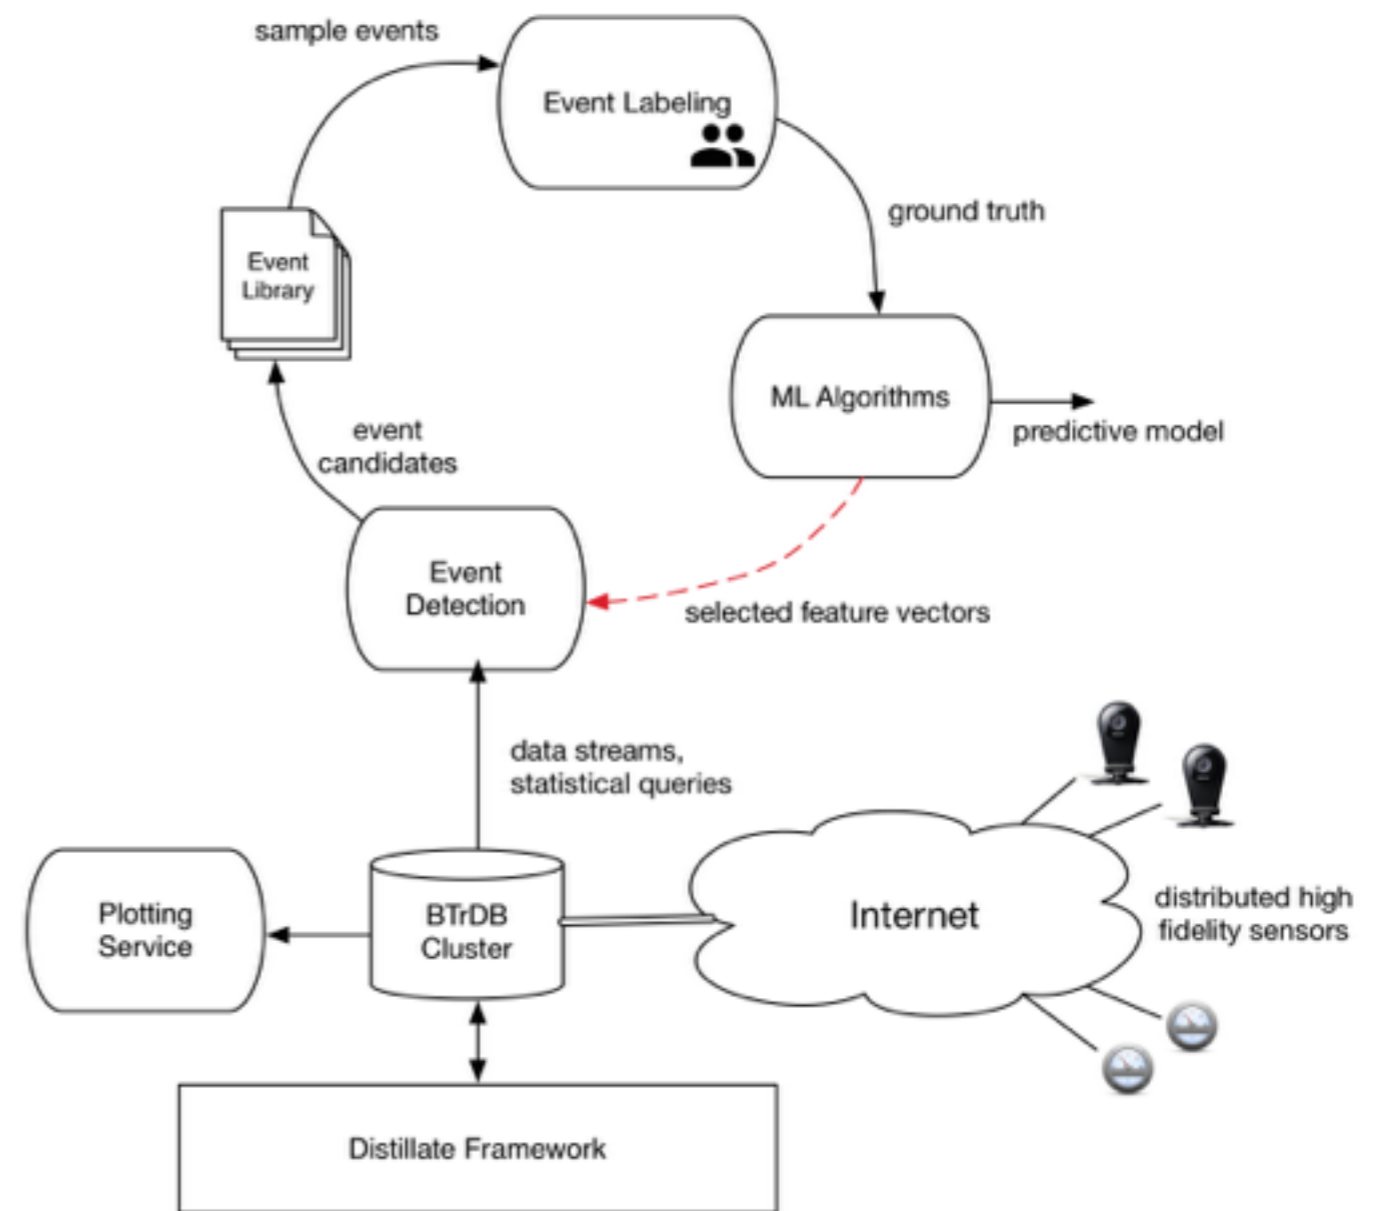 sample events
Event Labeling
ground truth
Event
Library
ML Algorithms
predictive model
event
candidates
Event
Detection
selected feature vectors
data streams,
statistical queries
Plotting
Service
BTrDB
Cluster
Internet
distributed high
fidelity sensors
Distillate Framework